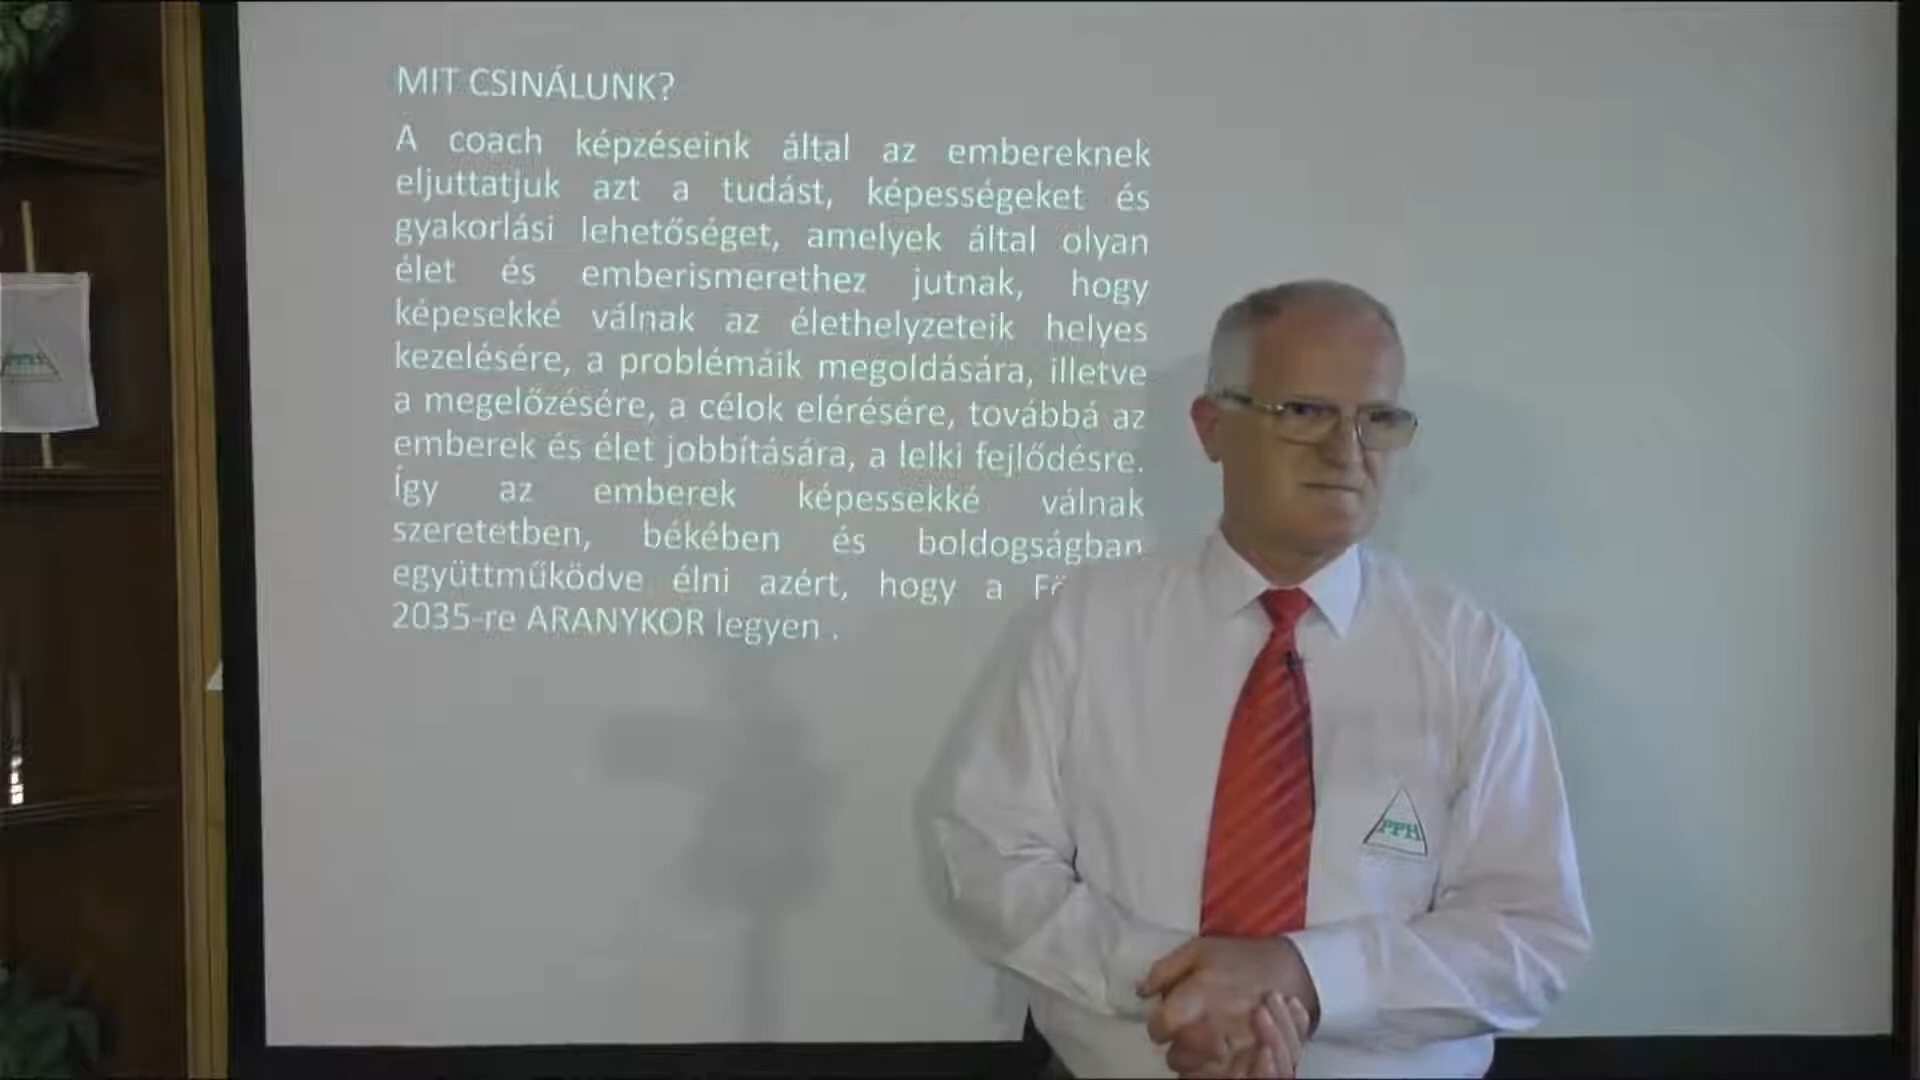 MIT CSINÁLUNK?
A coach képzéseink által az embereknek
eljuttatjuk azt a tudást, képességeket és
gyakorlási lehetőséget, amelyek által olyan
élet és emberismerethez jutnak, hogy
képesekké válnak az élethelyzeteik helyes
kezelésére, a problémáik megoldására, illetve
a megelőzésére, a célok elérésére, továbbá az
emberek és élet jobbítására, a lelki fejlődésre.
Így az emberek képessekké válnak
szeretetben, békében és boldogságban
együttműködve élni azért, hogy a
2035-re ARANYKOR legyen .
PPH